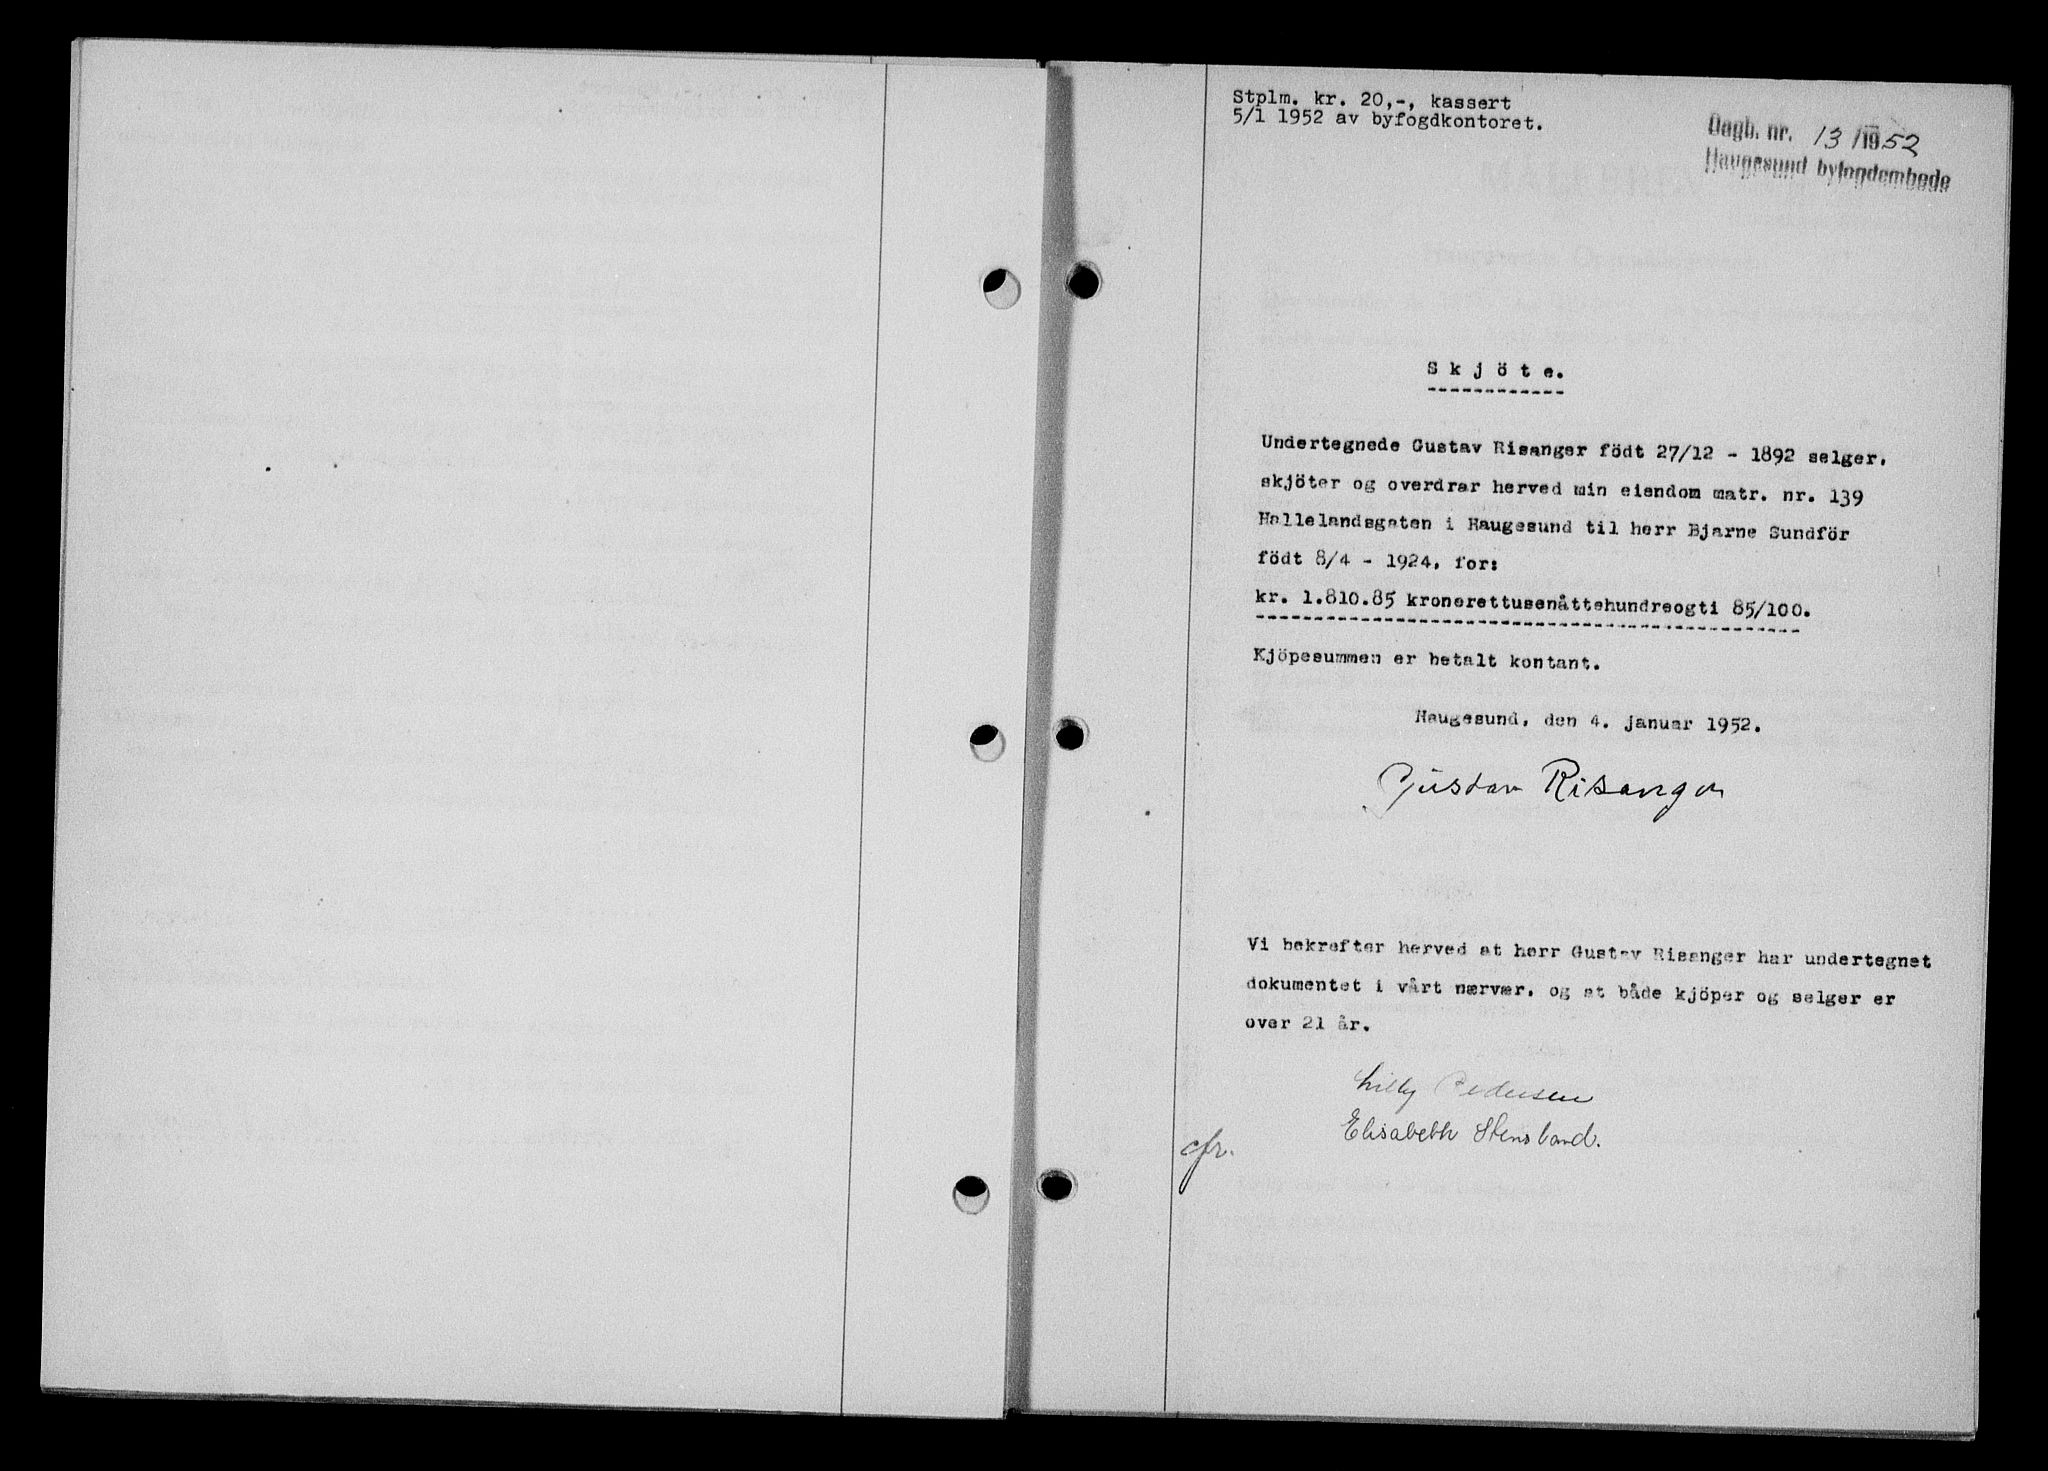 Stplm. kr. 20,-, kassert
5/1 1952 av byfogdkontoret.
Dagb. nr. 13/1952
Haugesund byfogdembede
Skjöte.
Undertegnede Gustav Risanger födt 27/12 - 1892 selger,
skjöter og overdrar herved min eiendom matr. nr. 139
Hallelandsgaten i Haugesund til herr Bjarne Sundför
födt 8/4 - 1924, for:
kr. 1.810.85 kronerettusenåttehundreogti 85/100.
Kjöpesummen er betalt kontant.
Haugesund, den 4. januar 1952.
Gustav Risanger
Vi bekrefter herved at herr Gustav Risanger har undertegnet
dokumentet i vårt nærvær, og at både kjöper og selger er
over 21 år.
Lilly Pedersen
Elisabeth Stensland.
cfr.